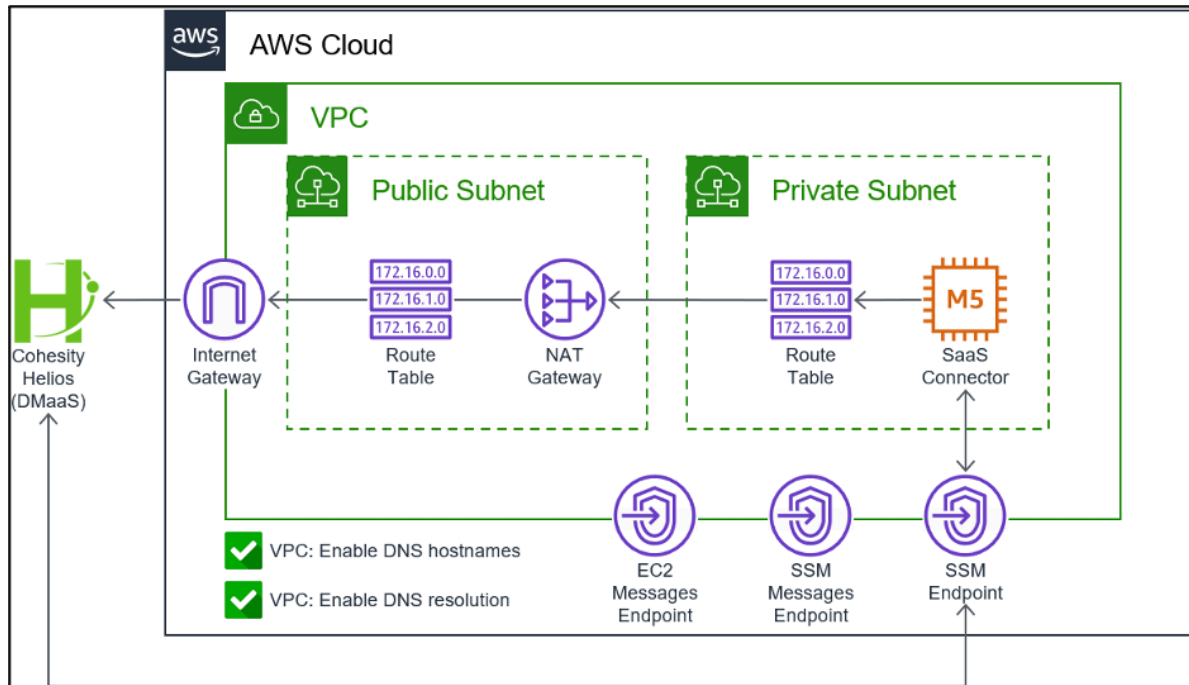 aws
AWS Cloud
VPC
Public Subnet
Private Subnet
172.16.0.0
172.16.1.0
172.16.2.0
172.16.0.0
172.16.1.0
172.16.2.0
M5
Cohesity
Helios
(DMaaS)
Internet
Gateway
Route
Table
NAT
Gateway
Route
Table
SaaS
Connector
VPC: Enable DNS hostnames
VPC: Enable DNS resolution
EC2
Messages
Endpoint
SSM
Messages
Endpoint
SSM
Endpoint